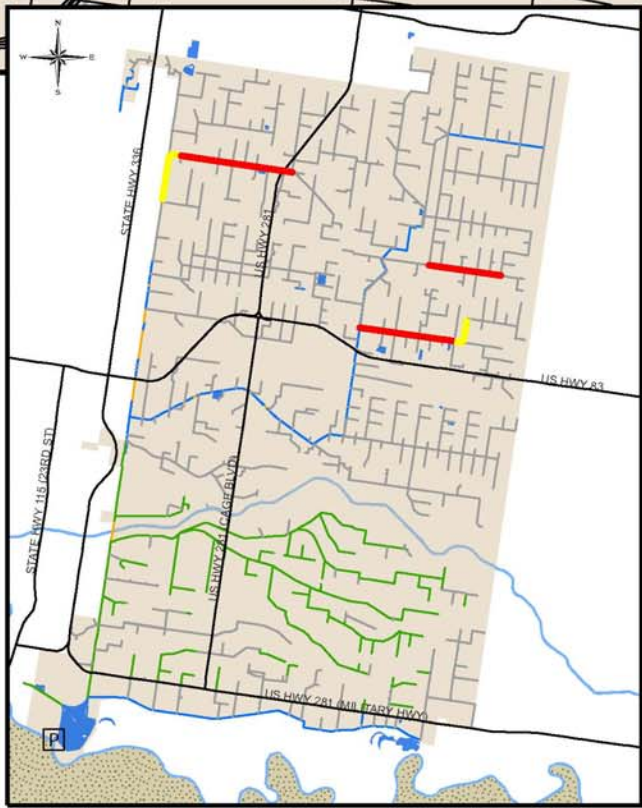 N
W E
S
STATE HWY 336
US HWY 281
US HWY 83
STATE HWY 115 (23RD ST)
US HWY 281 (CAGE BLVD)
US HWY 281 (MILITARY HWY)
P